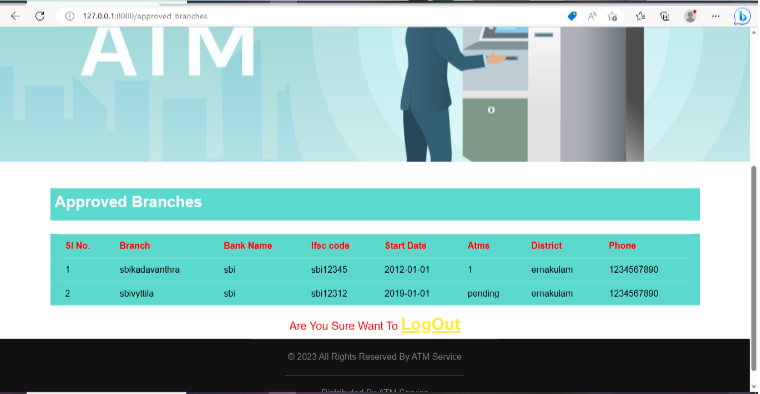 127.0.0.1:8000/approved_branches
ATM
Approved Branches
Sl No. Branch Bank Name Ifsc code Start Date Atms District Phone
1 sbikadavanthra sbi sbi12345 2012-01-01 1 ernakulam 1234567890
2 sbivyttila sbi sbi12312 2019-01-01 pending ernakulam 1234567890
Are You Sure Want To LogOut
© 2023 All Rights Reserved By ATM Service
Distributed By ATM Service